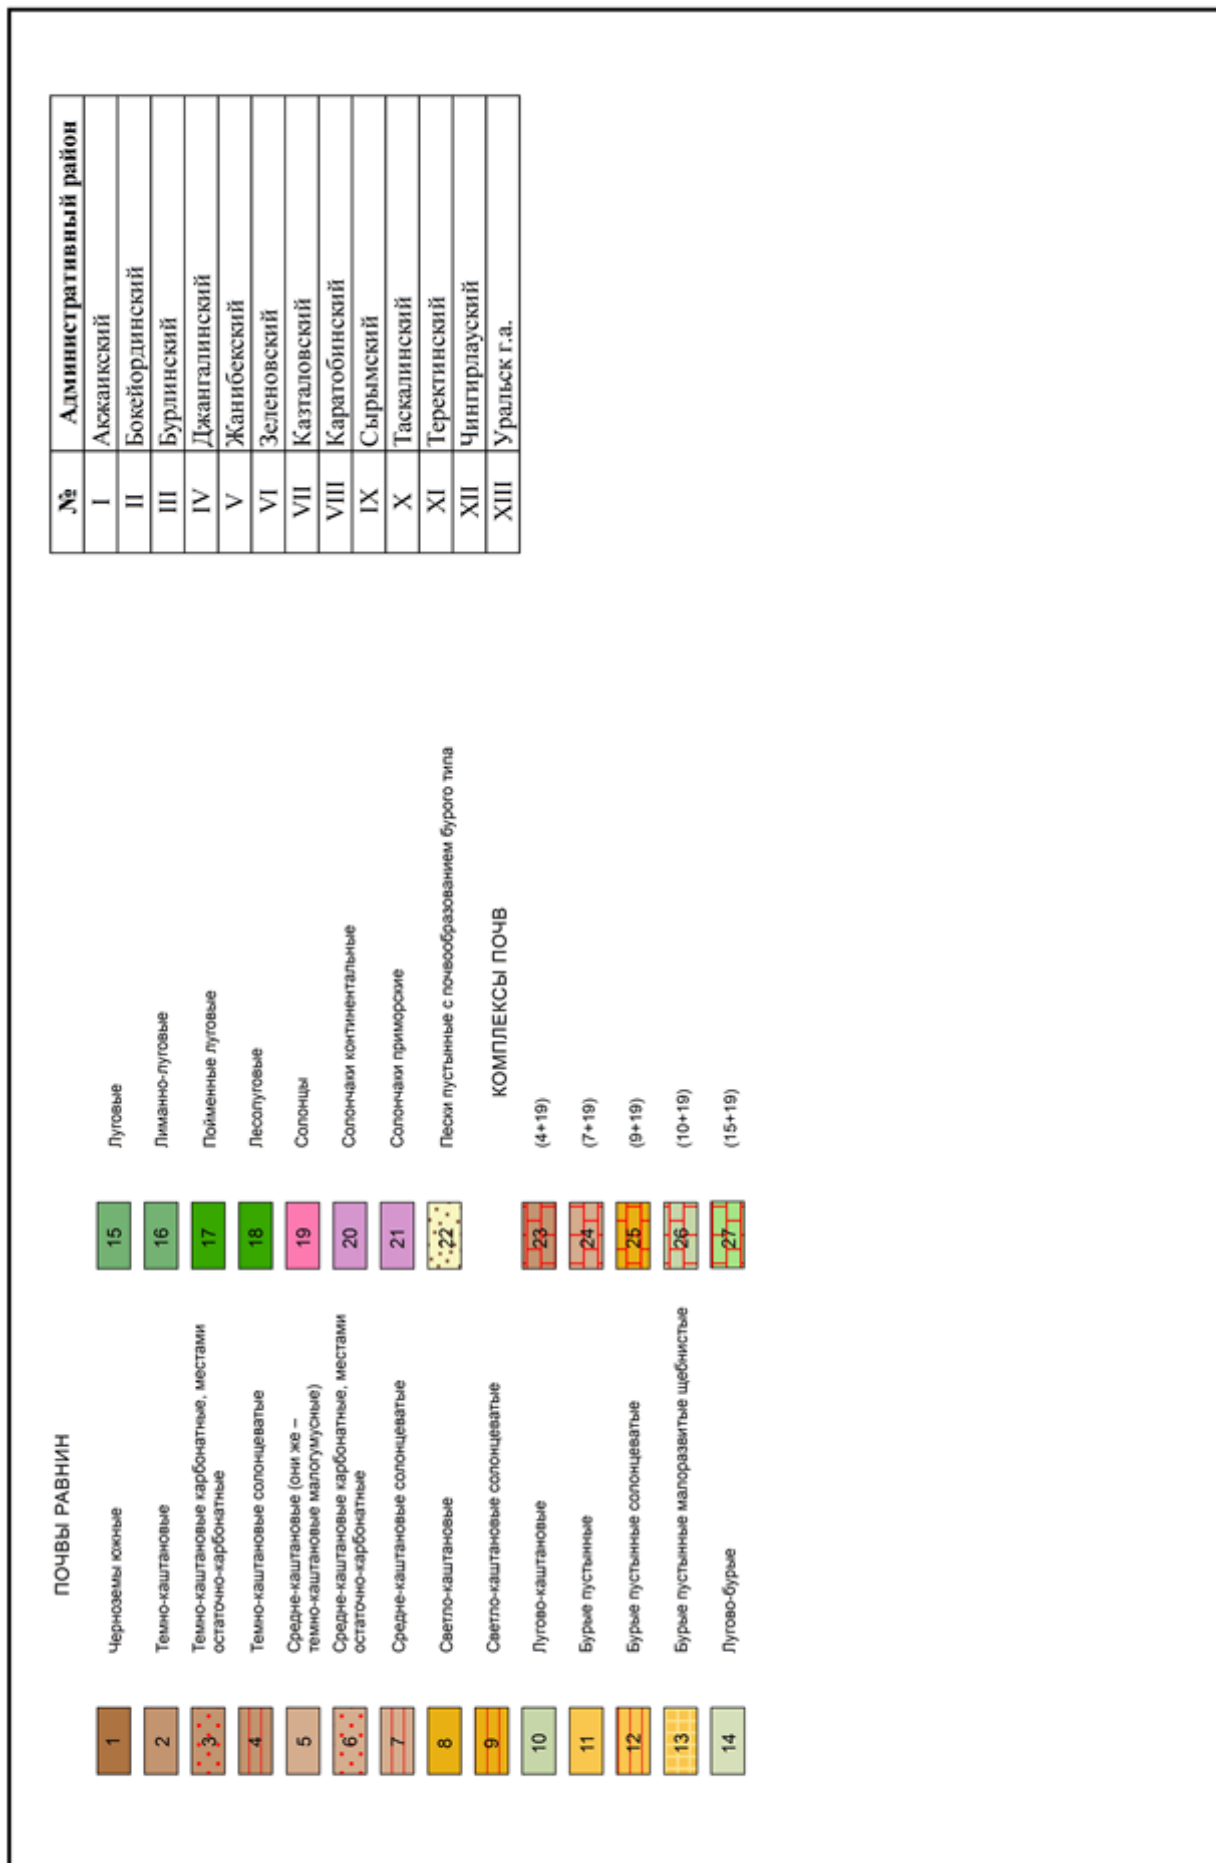 ПОЧВЫ РАВНИН
1 Черноземы южные
2 Темно-каштановые
3 Темно-каштановые карбонатные, местами
остаточно-карбонатные
4 Темно-каштановые солонцеватые
5 Средне-каштановые (они же –
темно-каштановые малогумусные)
6 Средне-каштановые карбонатные, местами
остаточно-карбонатные
7 Средне-каштановые солонцеватые
8 Светло-каштановые
9 Светло-каштановые солонцеватые
10 Лугово-каштановые
11 Бурые пустынные
12 Бурые пустынные солонцеватые
13 Бурые пустынные малоразвитые щебнистые
14 Лугово-бурые
15 Луговые
16 Лиманно-луговые
17 Пойменные луговые
18 Лесолуговые
19 Солонцы
20 Солончаки континентальные
21 Солончаки приморские
22 Пески пустынные с почвообразованием бурого типа
КОМПЛЕКСЫ ПОЧВ
23 (4+19)
24 (7+19)
25 (9+19)
26 (10+19)
27 (15+19)
№ Административный район
I Акжаикский
II Бокейординский
III Бурлинский
IV Джангалинский
V Жанибекский
VI Зеленовский
VII Казталовский
VIII Каратобинский
IX Сырымский
X Таскалинский
XI Теректинский
XII Чингирлауский
XIII Уральск г.а.